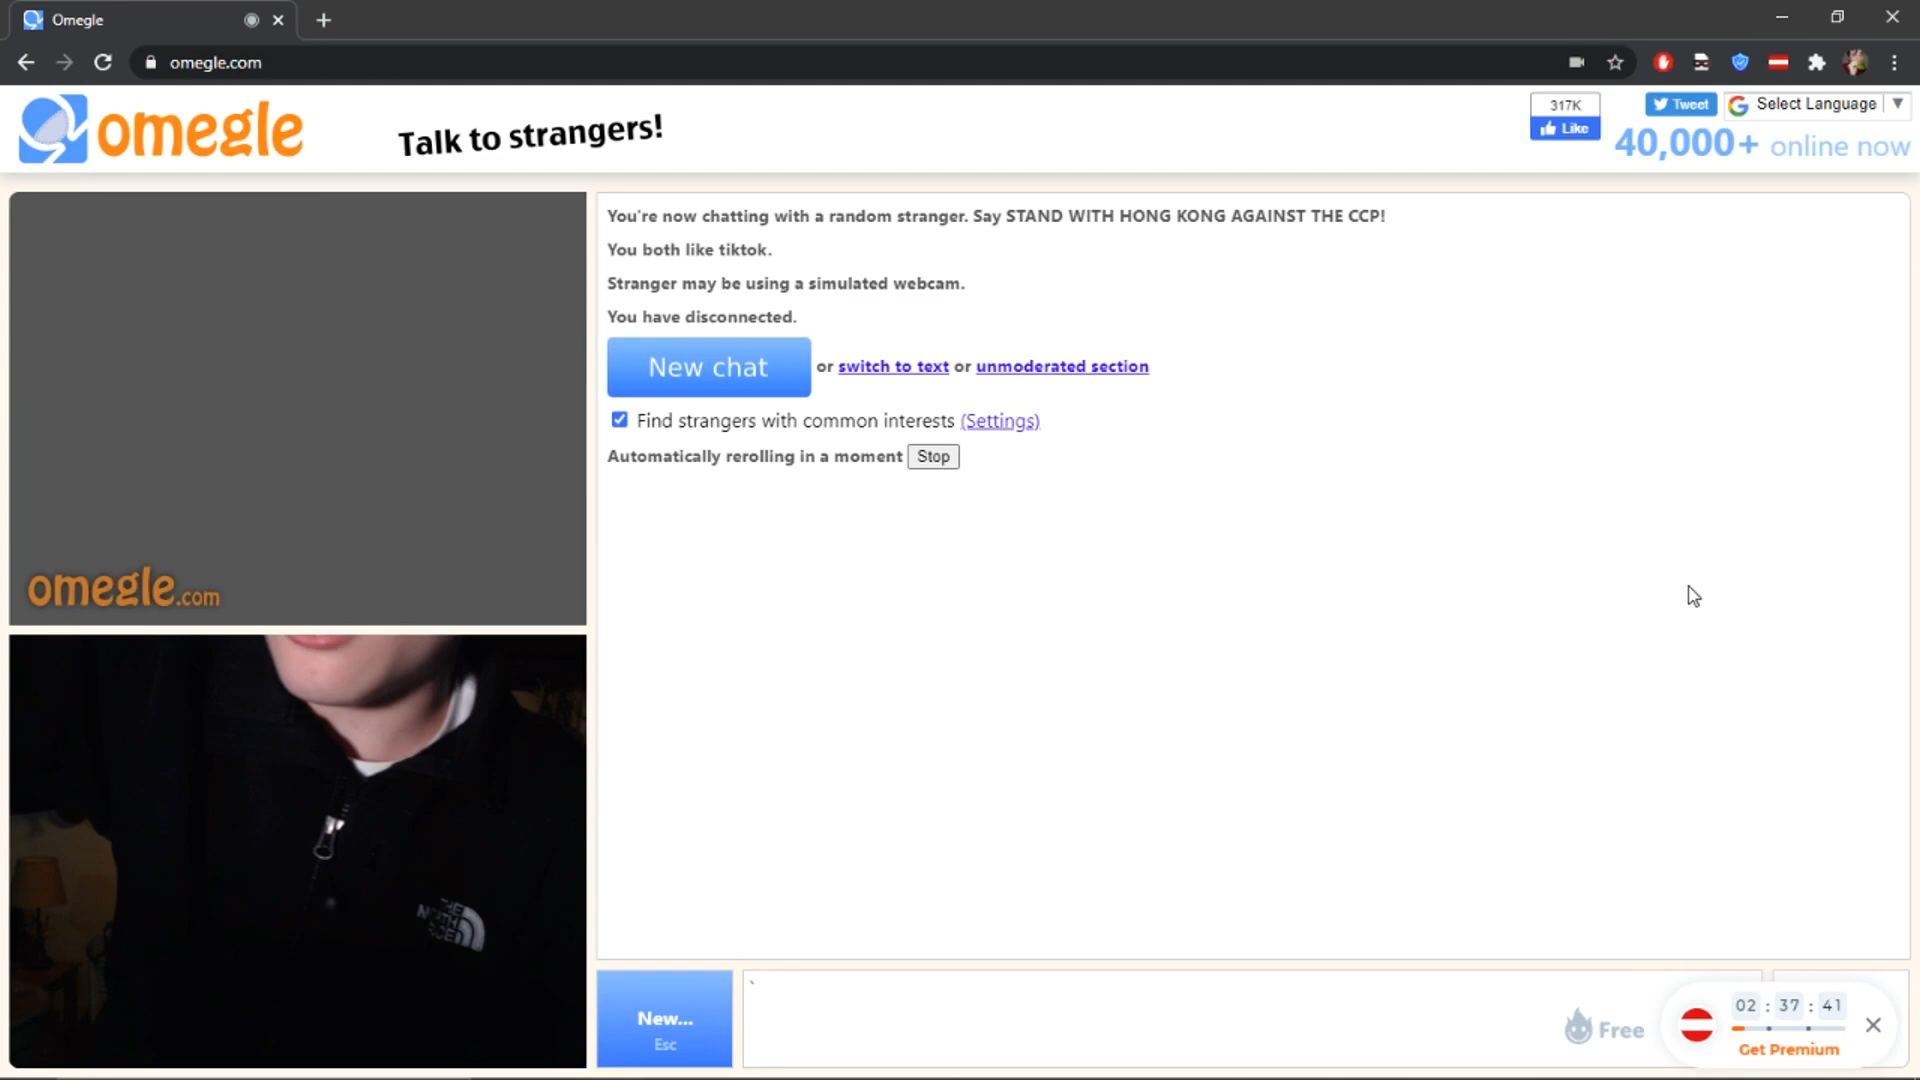 Omegle
omegle.com
omegle
Talk to strangers!
317K
Like
Tweet
Select Language
40,000+ online now
You're now chatting with a random stranger. Say STAND WITH HONG KONG AGAINST THE CCP!
You both like tiktok.
Stranger may be using a simulated webcam.
You have disconnected.
New chat or switch to text or unmoderated section
Find strangers with common interests (Settings)
Automatically rerolling in a moment Stop
omegle.com
THE
NORTH
FACE
New...
Esc
`
Free
02 : 37 : 41
Get Premium